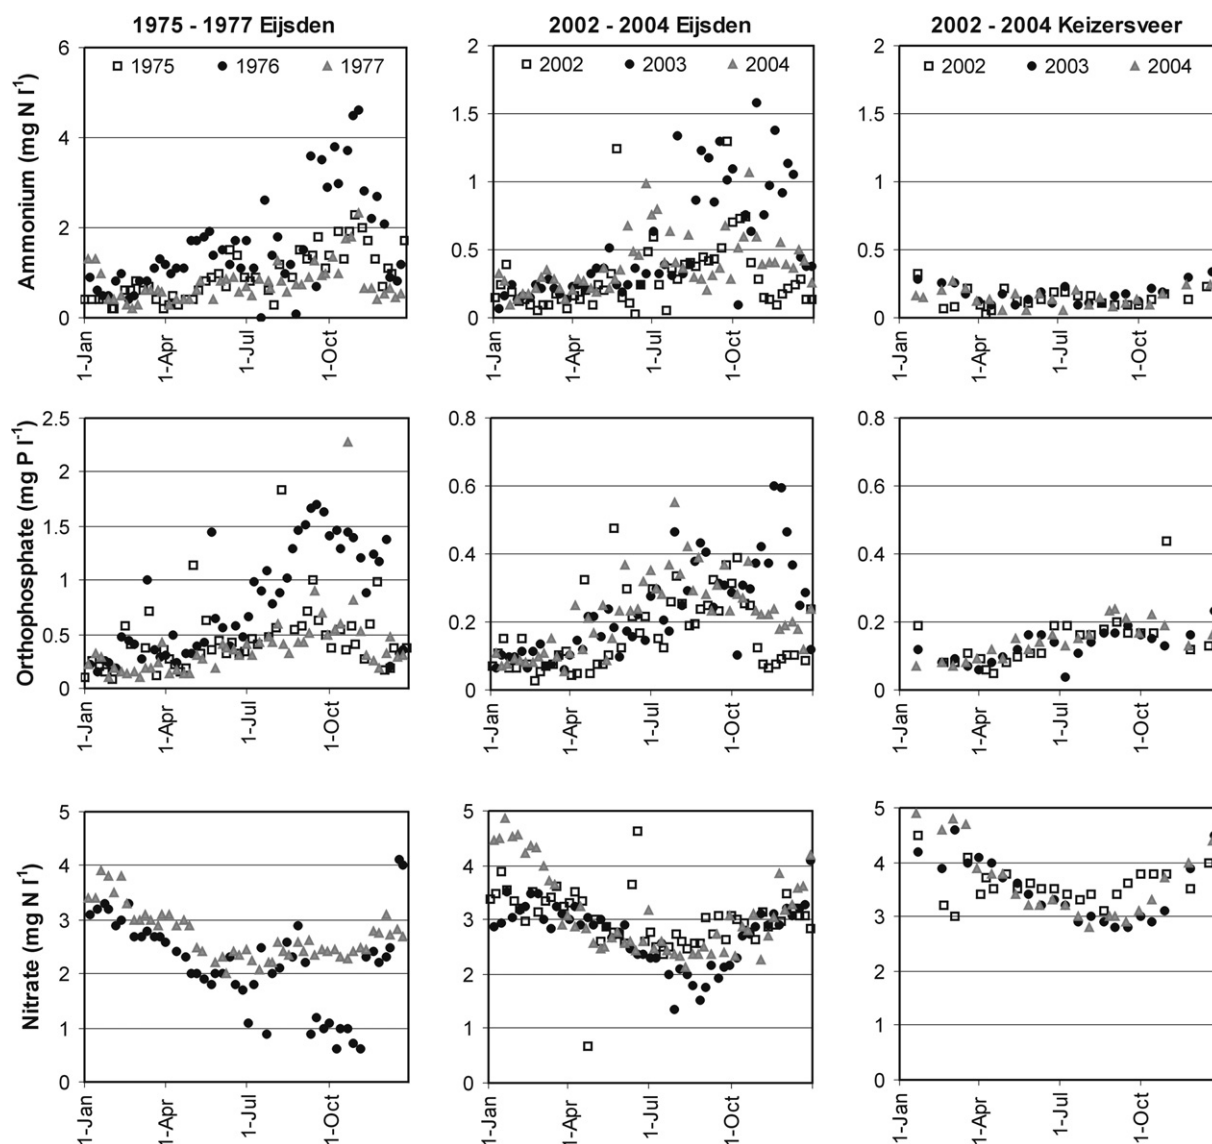 1975 - 1977 Eijsden
2002 - 2004 Eijsden
2002 - 2004 Keizersveer
Ammonium (mg N l⁻¹)
6
4
2
0
1975 1976 1977
1-Jan
1-Apr
1-Jul
1-Oct
2
1.5
1
0.5
0
2002 2003 2004
1-Jan
1-Apr
1-Jul
1-Oct
2
1.5
1
0.5
0
2002 2003 2004
1-Jan
1-Apr
1-Jul
1-Oct
Orthophosphate (mg P l⁻¹)
2.5
2
1.5
1
0.5
0
1-Jan
1-Apr
1-Jul
1-Oct
0.8
0.6
0.4
0.2
0
1-Jan
1-Apr
1-Jul
1-Oct
0.8
0.6
0.4
0.2
0
1-Jan
1-Apr
1-Jul
1-Oct
Nitrate (mg N l⁻¹)
5
4
3
2
1
0
1-Jan
1-Apr
1-Jul
1-Oct
5
4
3
2
1
0
1-Jan
1-Apr
1-Jul
1-Oct
5
4
3
2
1
0
1-Jan
1-Apr
1-Jul
1-Oct